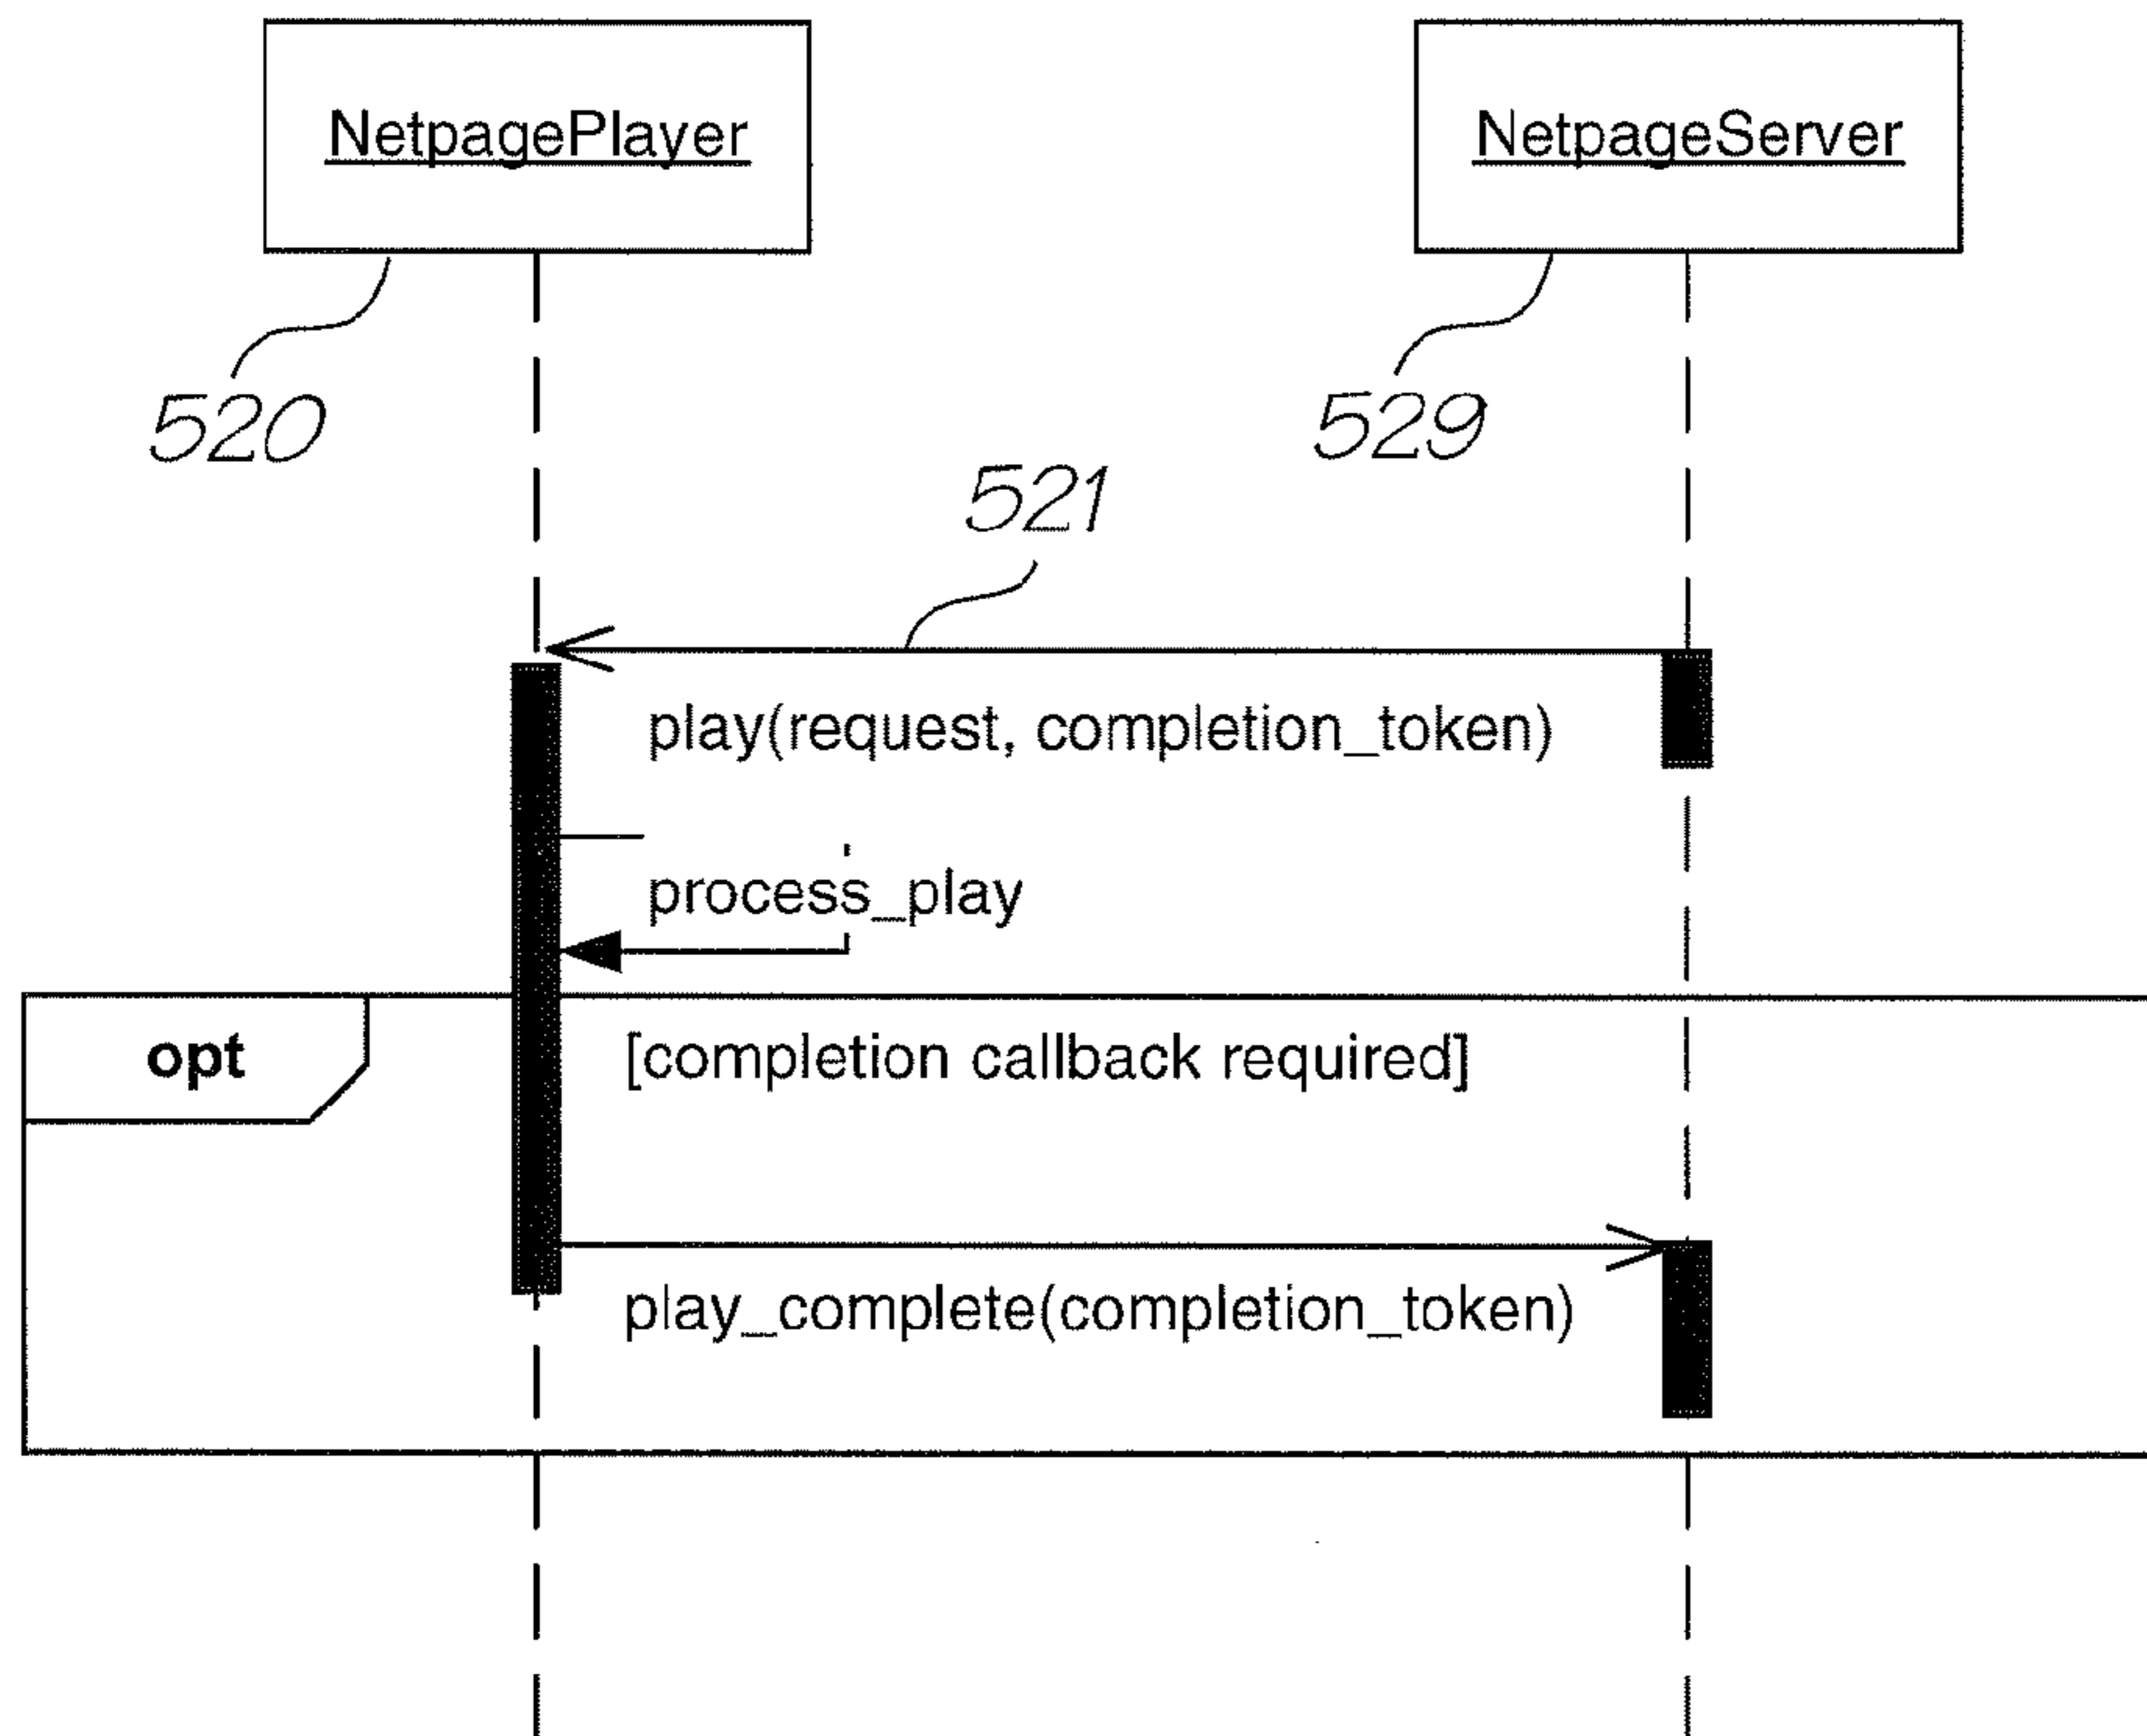 NetpagePlayer
NetpageServer
520
529
521
play(request, completion_token)
process_play
opt
[completion callback required]
play_complete(completion_token)